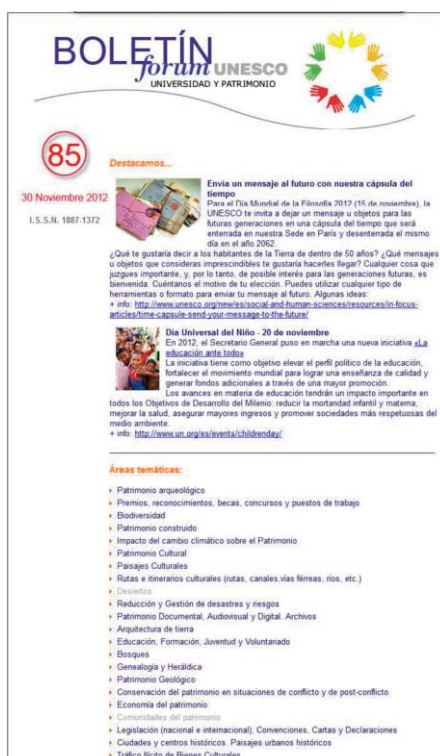 BOLETÍN
forum UNESCO
UNIVERSIDAD Y PATRIMONIO
85
30 Noviembre 2012
I.S.S.N. 1887-1372
Destacamos...
Envía un mensaje al futuro con nuestra cápsula del
tiempo
Para el Día Mundial de la Filosofía 2012 (15 de noviembre), la
UNESCO te invita a dejar un mensaje u objetos para las
futuras generaciones en una cápsula del tiempo que será
enterrada en nuestra Sede en París y desenterrada el mismo
día en el año 2062.
¿Qué te gustaría decir a los habitantes de la Tierra de dentro de 50 años? ¿Qué mensajes
u objetos que consideras imprescindibles te gustaría hacerles llegar? Cualquier cosa que
juzgues importante, y, por lo tanto, de posible interés para las generaciones futuras, es
bienvenida. Cuéntanos el motivo de tu elección. Puedes utilizar cualquier tipo de
herramientas o formato para enviar tu mensaje al futuro. Algunas ideas:
+ info: http://www.unesco.org/new/es/social-and-human-sciences/resources/in-focus-
articles/time-capsule-send-your-message-to-the-future/
Dia Universal del Niño - 20 de noviembre
En 2012, el Secretario General puso en marcha una nueva iniciativa «La
educación ante todo»
La iniciativa tiene como objetivo elevar el perfil político de la educación,
fortalecer el movimiento mundial para lograr una enseñanza de calidad y
generar fondos adicionales a través de una mayor promoción.
Los avances en materia de educación tendrán un impacto importante en
todos los Objetivos de Desarrollo del Milenio: reducir la mortandad infantil y materna,
mejorar la salud, asegurar mayores ingresos y promover sociedades más respetuosas del
medio ambiente.
+ info: http://www.un.org/es/events/childrenday/
Áreas temáticas:
Patrimonio arqueológico
Premios, reconocimientos, becas, concursos y puestos de trabajo
Biodiversidad
Patrimonio construido
Impacto del cambio climático sobre el Patrimonio
Patrimonio Cultural
Paisajes Culturales
Rutas e itinerarios culturales (rutas, canales,vías férreas, ríos, etc.)
Desiertos
Reducción y Gestión de desastres y riesgos
Patrimonio Documental, Audiovisual y Digital. Archivos
Arquitectura de tierra
Educación, Formación, Juventud y Voluntariado
Bosques
Genealogía y Heráldica
Patrimonio Geológico
Conservación del patrimonio en situaciones de conflicto y de post-conflicto
Economía del patrimonio
Comunidades del patrimonio
Legislación (nacional e internacional), Convenciones, Cartas y Declaraciones
Ciudades y centros históricos. Paisajes urbanos históricos
Tráfico Ilícito de Bienes Culturales